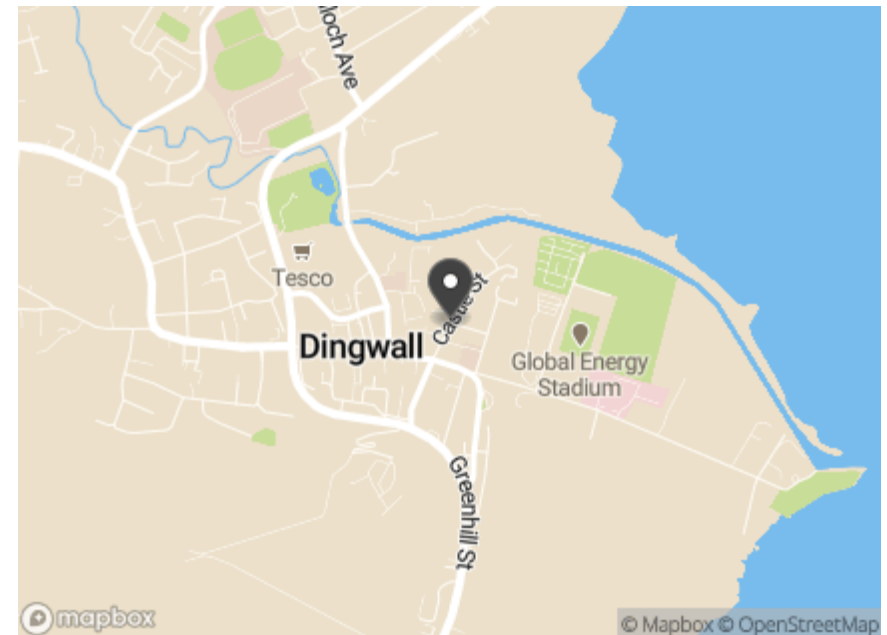 loch Ave
Tesco
Castle St
Dingwall
Global Energy
Stadium
Greenhill St
mapbox
© Mapbox © OpenStreetMap